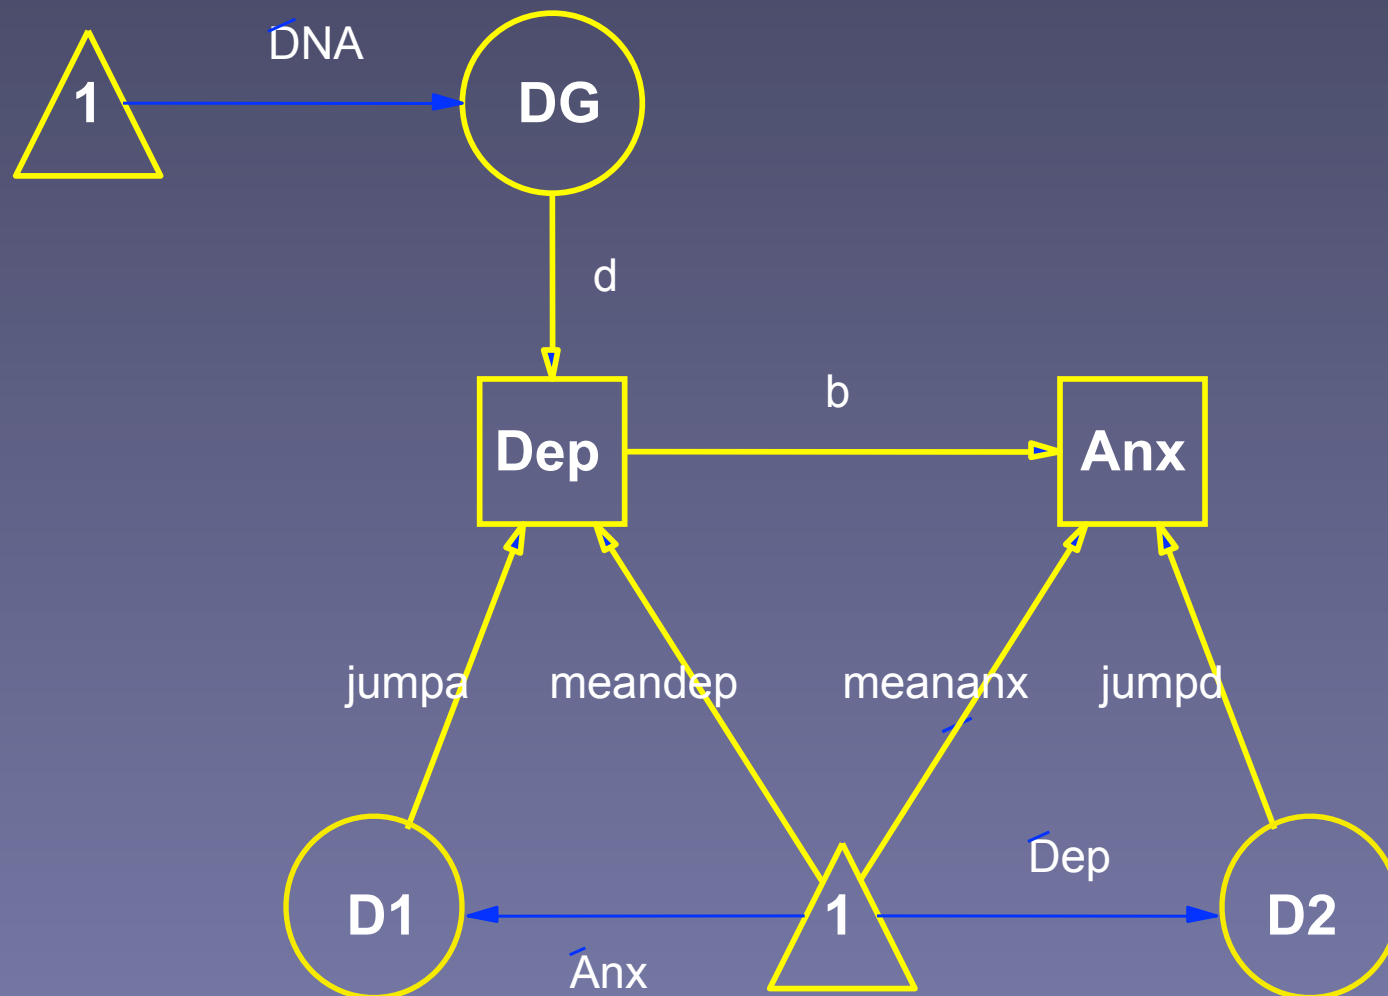 DNA
1
DG
d
b
Dep
Anx
jumpa
meandep
meananx
jumpd
Dep
D1
1
D2
Anx